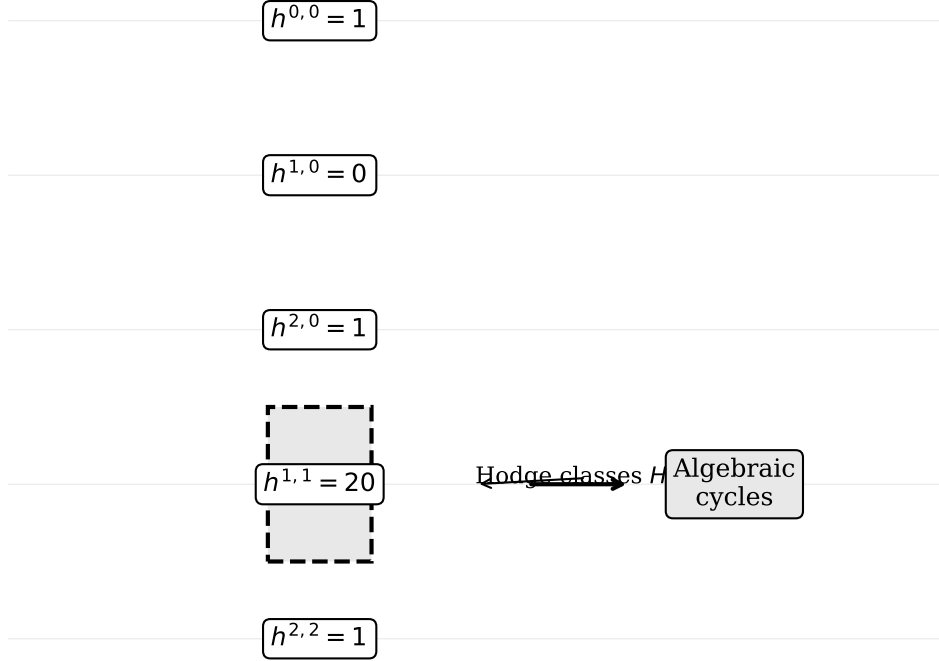 h^{0,0} = 1
h^{1,0} = 0
h^{2,0} = 1
h^{1,1} = 20
Hodge classes H
Algebraic
cycles
h^{2,2} = 1